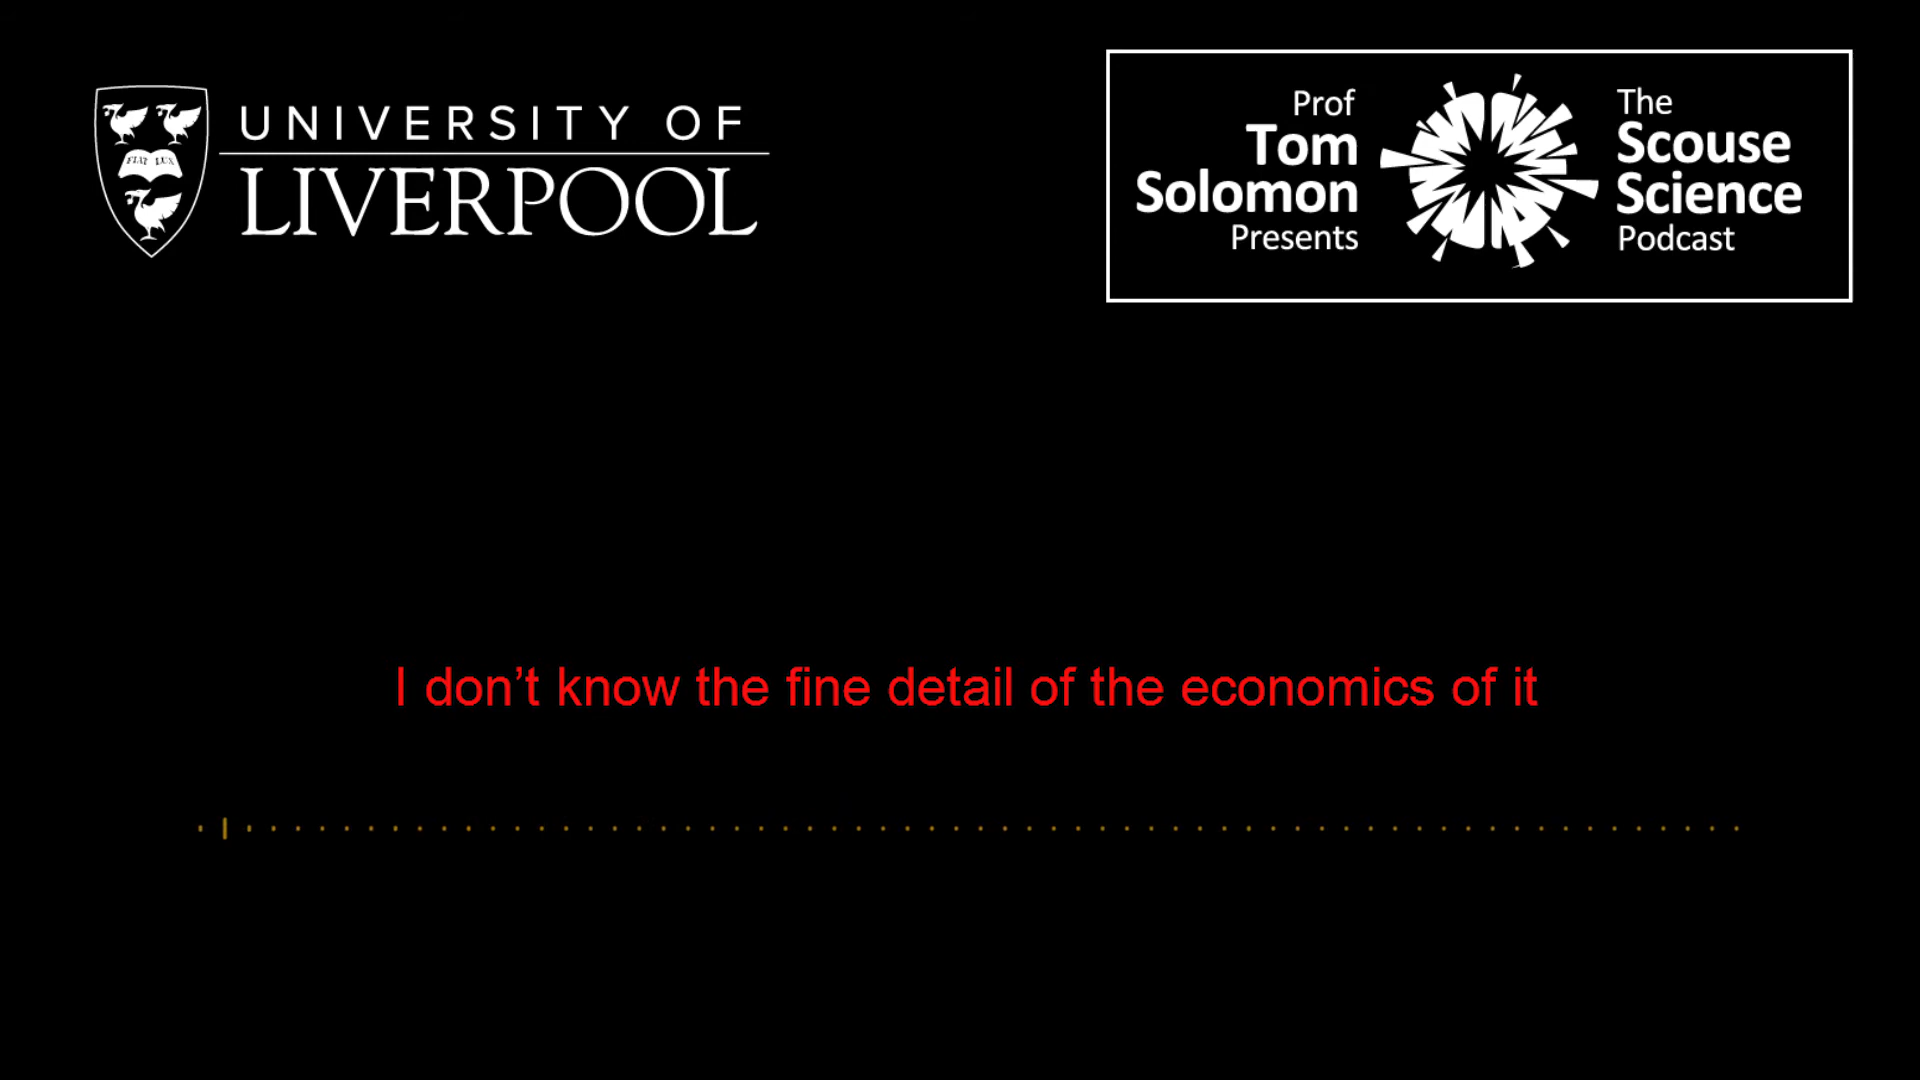 UNIVERSITY OF
LIVERPOOL
FIAT LUX
Prof
Tom
Solomon
Presents
The
Scouse
Science
Podcast
I don’t know the fine detail of the economics of it